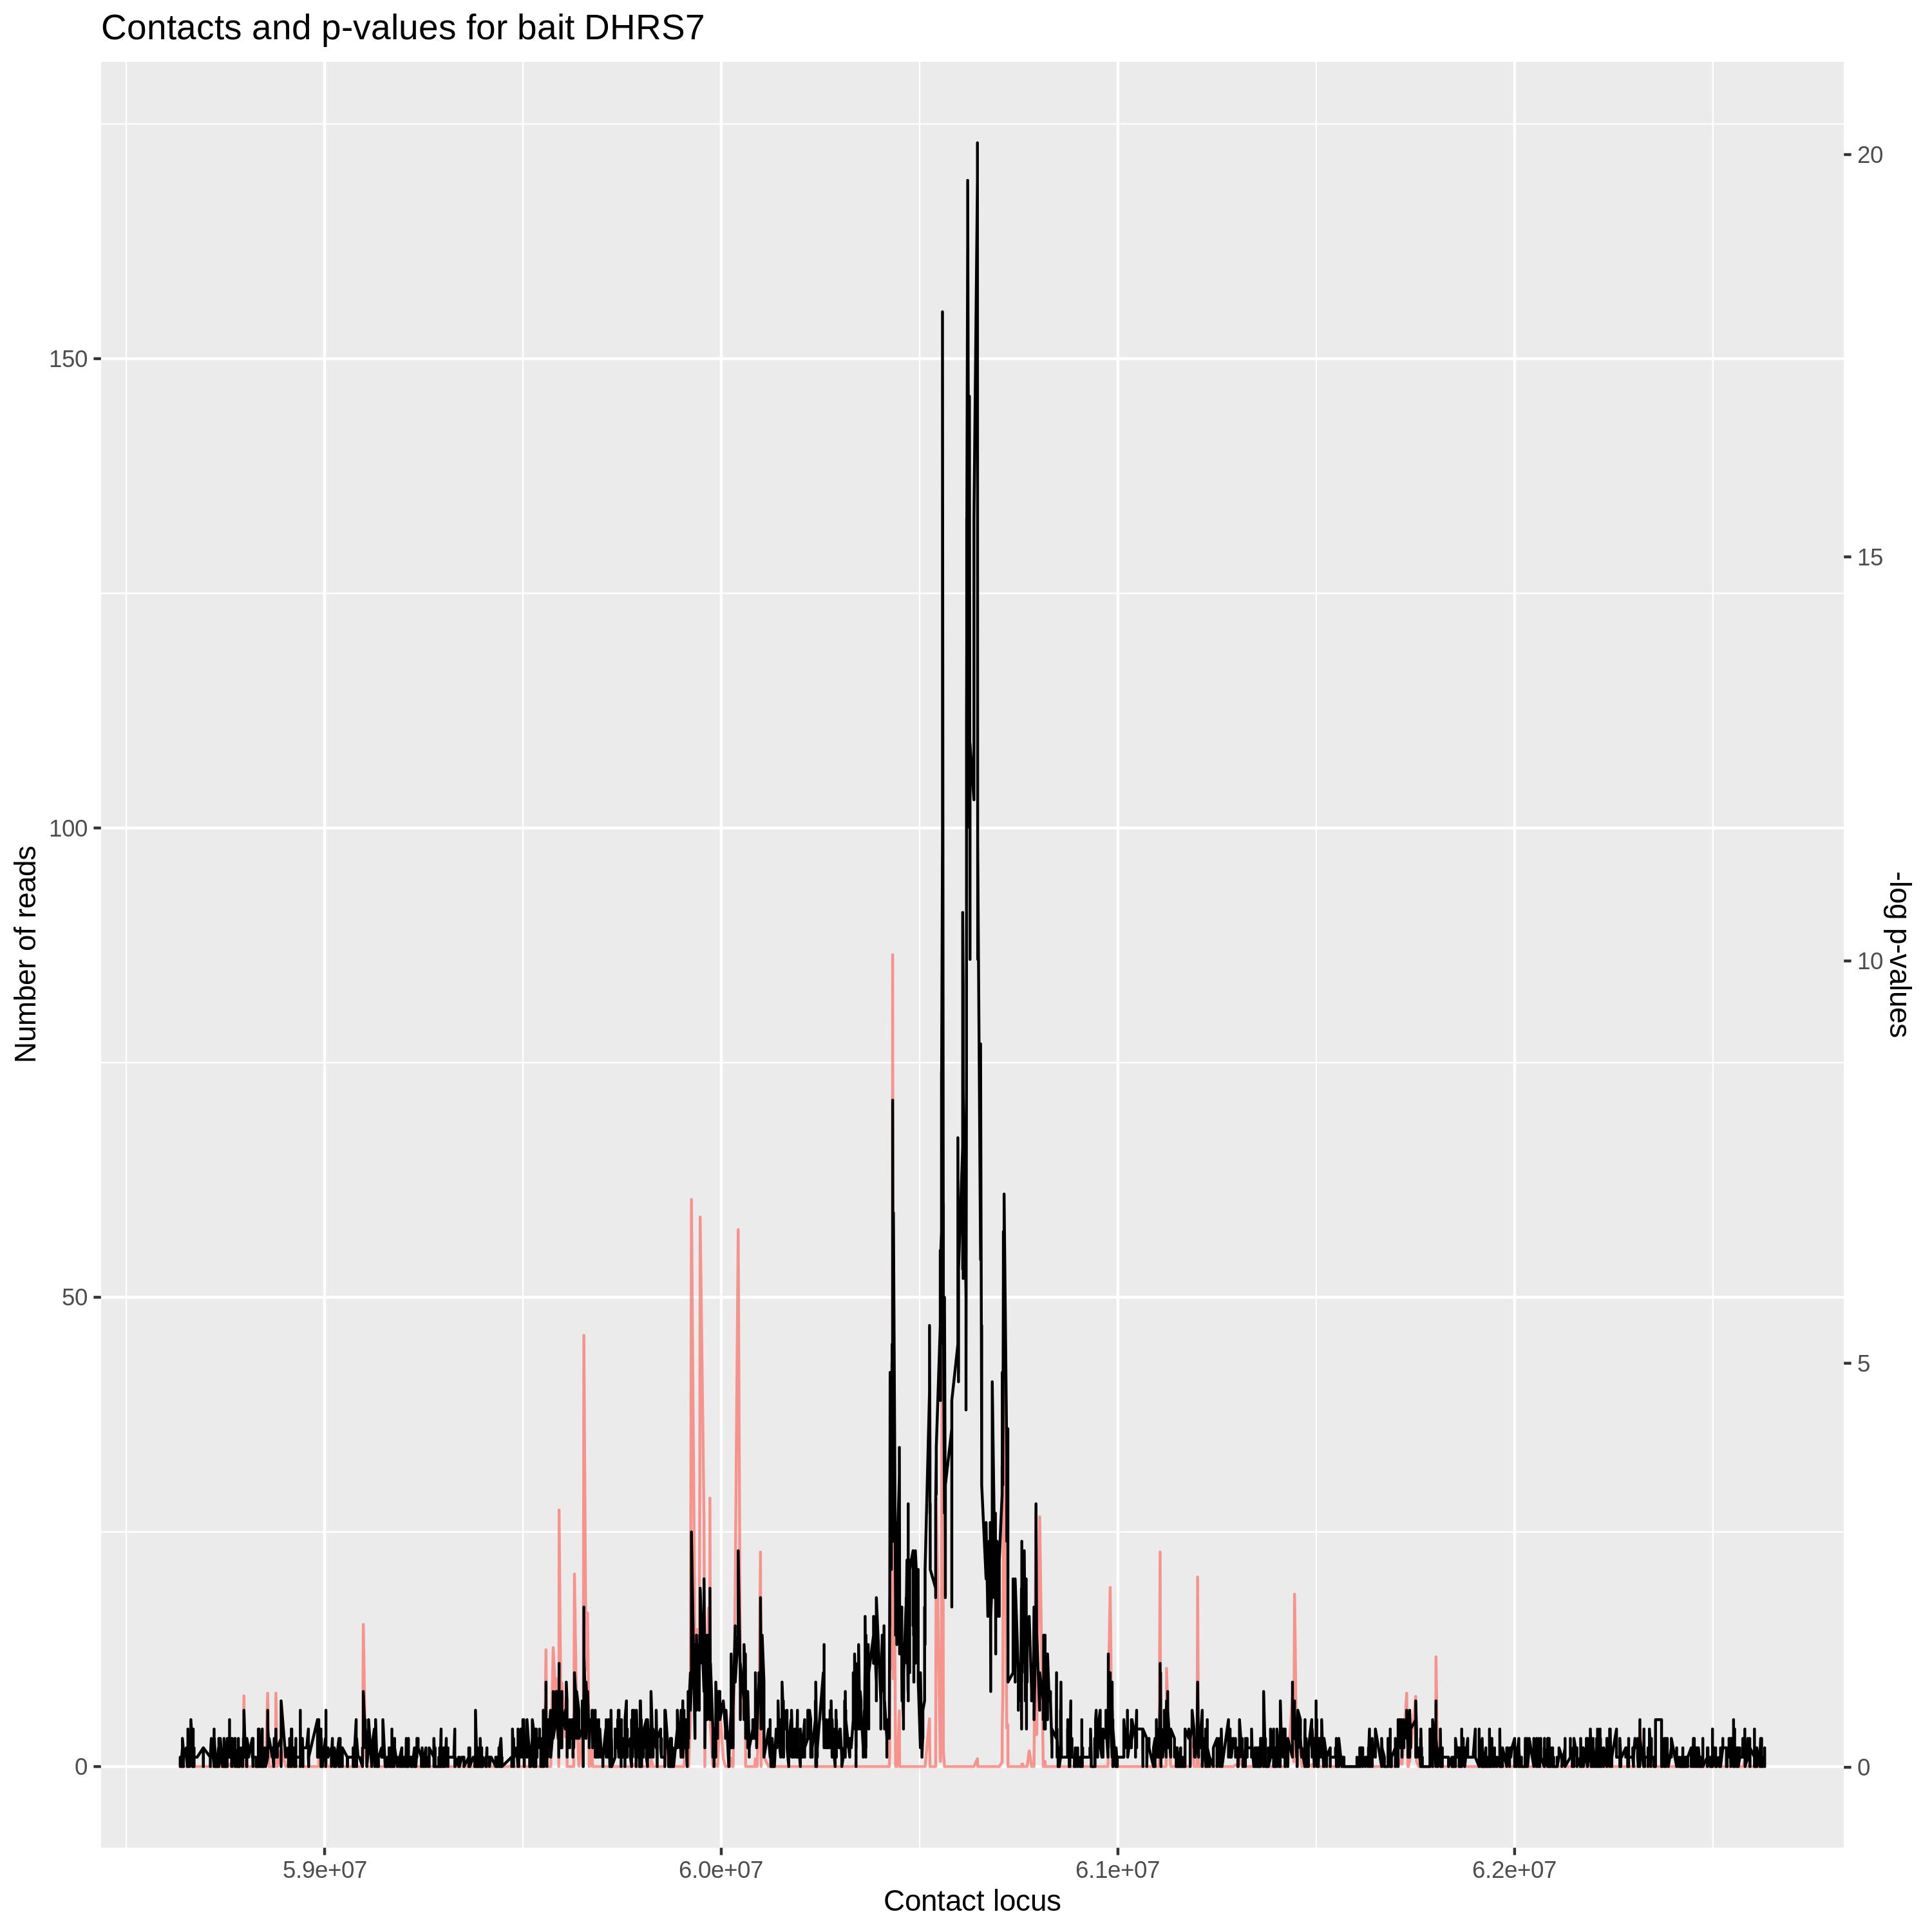 Contacts and p-values for bait DHRS7
Number of reads
150
100
50
0
20
15
10
5
0
-log p-values
5.9e+07
6.0e+07
6.1e+07
6.2e+07
Contact locus